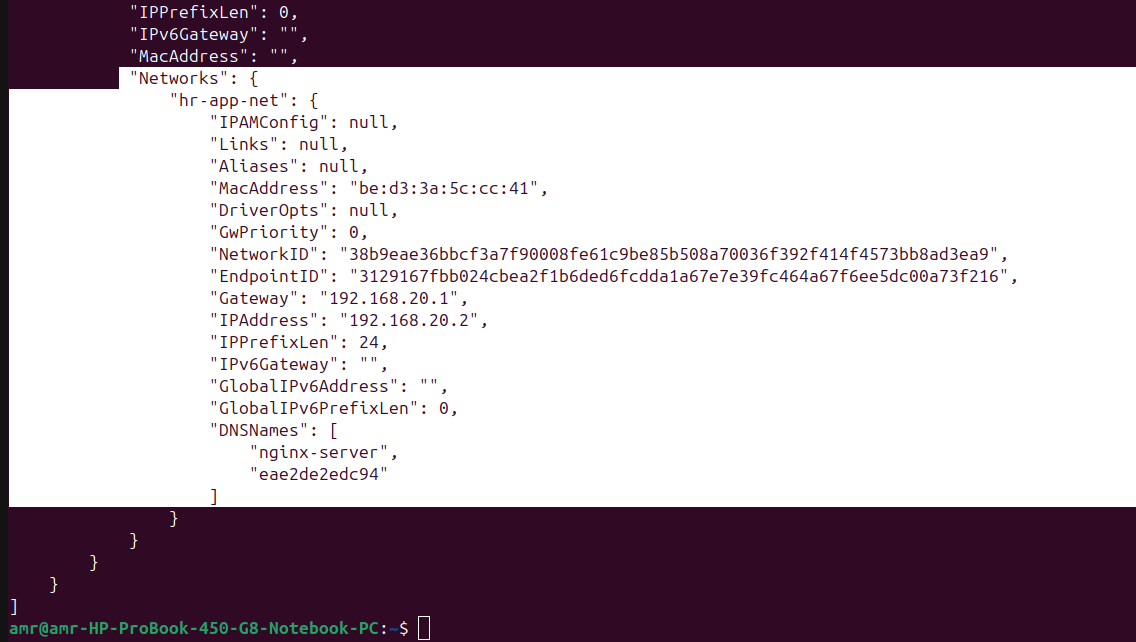 "IPPrefixLen": 0,
"IPv6Gateway": "",
"MacAddress": "",
"Networks": {
"hr-app-net": {
"IPAMConfig": null,
"Links": null,
"Aliases": null,
"MacAddress": "be:d3:3a:5c:cc:41",
"DriverOpts": null,
"GwPriority": 0,
"NetworkID": "38b9eae36bbcf3a7f90008fe61c9be85b508a70036f392f414f4573bb8ad3ea9",
"EndpointID": "3129167fbb024cbea2f1b6ded6fcdda1a67e7e39fc464a67f6ee5dc00a73f216",
"Gateway": "192.168.20.1",
"IPAddress": "192.168.20.2",
"IPPrefixLen": 24,
"IPv6Gateway": "",
"GlobalIPv6Address": "",
"GlobalIPv6PrefixLen": 0,
"DNSNames": [
"nginx-server",
"eae2de2edc94"
]
}
}
}
}
]
amr@amr-HP-ProBook-450-G8-Notebook-PC:~$